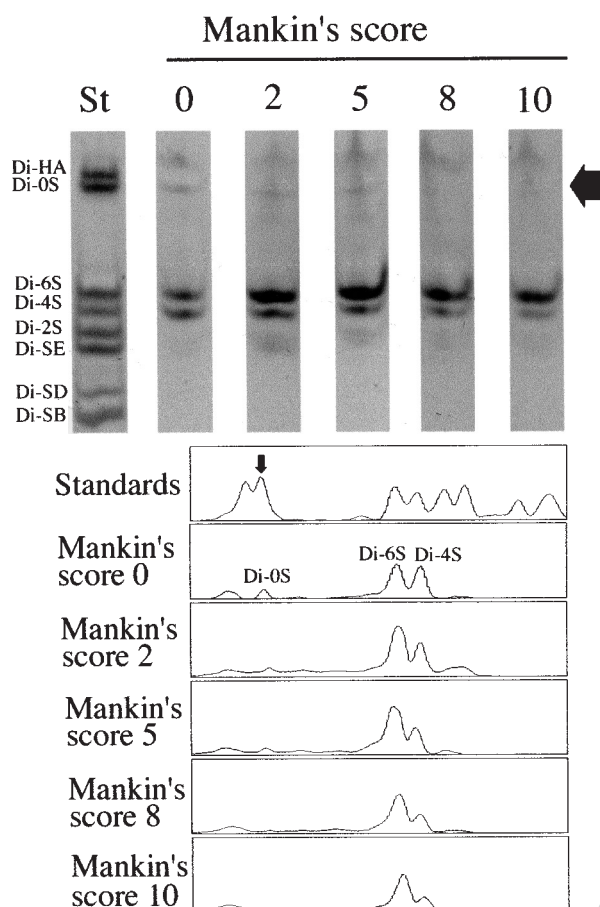 Mankin's score
St 0 2 5 8 10
Di-HA
Di-0S
Di-6S
Di-4S
Di-2S
Di-SE
Di-SD
Di-SB
Standards
Mankin's
score 0
Di-0S
Di-6S Di-4S
Mankin's
score 2
Mankin's
score 5
Mankin's
score 8
Mankin's
score 10